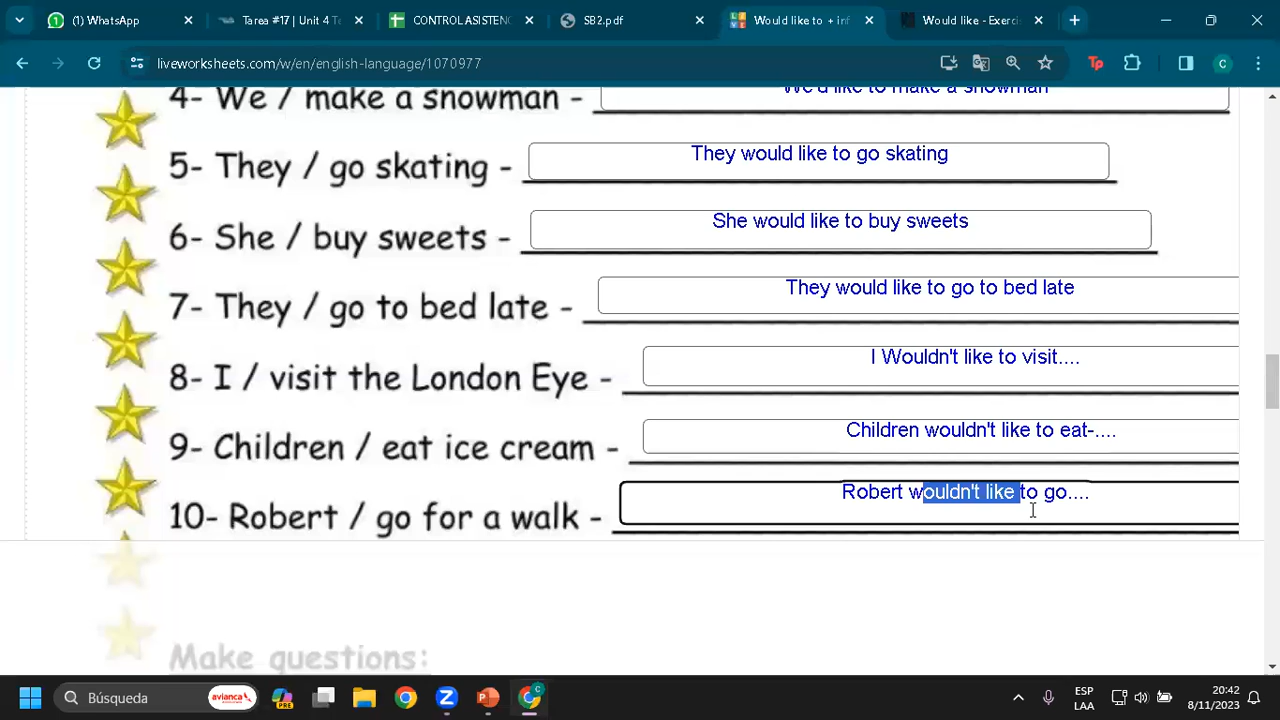 (1) WhatsApp
Tarea #17 | Unit 4 Te
CONTROL ASISTENC
SB2.pdf
Would like to + inf
Would like - Exerci
liveworksheets.com/w/en/english-language/1070977
4- We / make a snowman - We'd like to make a snowman
5- They / go skating - They would like to go skating
6- She / buy sweets - She would like to buy sweets
7- They / go to bed late - They would like to go to bed late
8- I / visit the London Eye - I Wouldn't like to visit....
9- Children / eat ice cream - Children wouldn't like to eat-....
10- Robert / go for a walk - Robert wouldn't like to go....
Make questions:
Búsqueda
avianca
PRE
ESP
LAA
20:42
8/11/2023